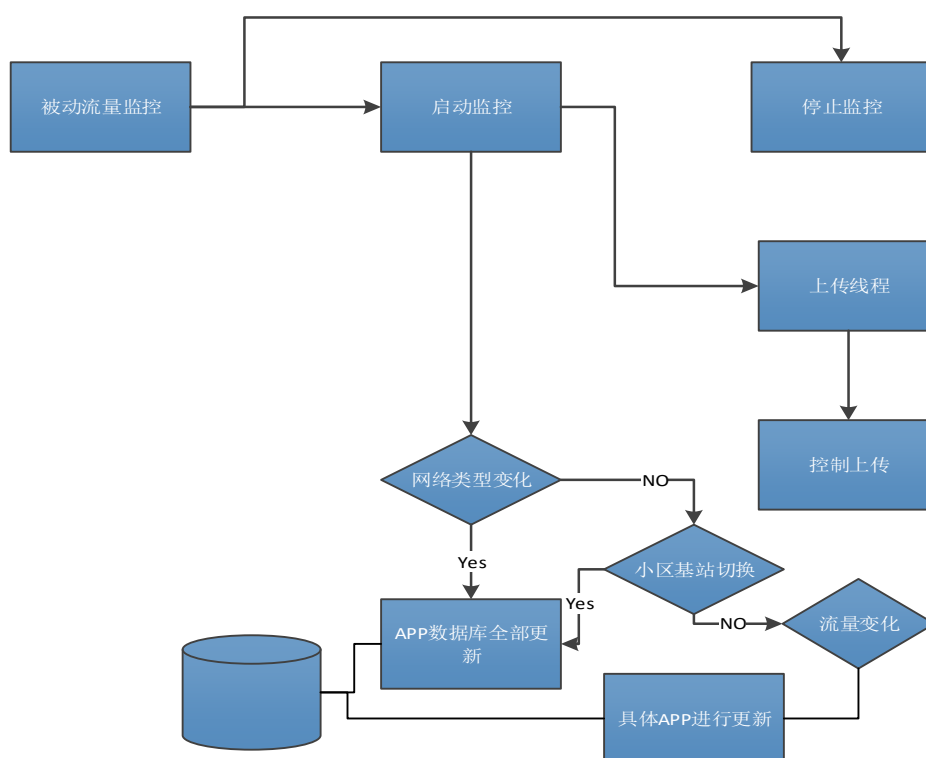 被动流量监控
启动监控
停止监控
上传线程
控制上传
网络类型变化
NO
Yes
小区基站切换
Yes
NO
流量变化
APP数据库全部更
新
具体APP进行更新